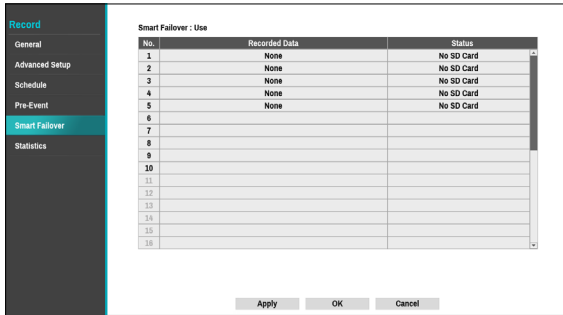 Record
General
Advanced Setup
Schedule
Pre-Event
Smart Failover
Statistics
Smart Failover : Use
No. Recorded Data Status
1 None No SD Card
2 None No SD Card
3 None No SD Card
4 None No SD Card
5 None No SD Card
6
7
8
9
10
11
12
13
14
15
16
Apply OK Cancel